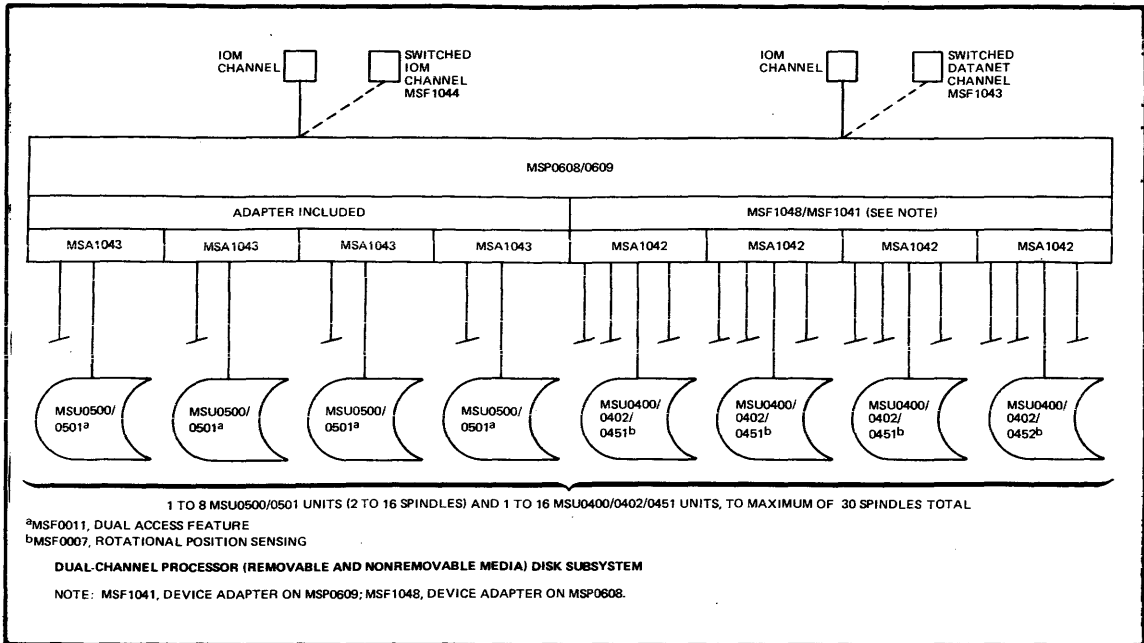 IOM
CHANNEL
SWITCHED
IOM
CHANNEL
MSF1044
IOM
CHANNEL
SWITCHED
DATANET
CHANNEL
MSF1043
MSP0608/0609
ADAPTER INCLUDED
MSF1048/MSF1041 (SEE NOTE)
MSA1043 MSA1043 MSA1043 MSA1043 MSA1042 MSA1042 MSA1042 MSA1042
MSU0500/
0501a
MSU0500/
0501a
MSU0500/
0501a
MSU0500/
0501a
MSU0400/
0402/
0451b
MSU0400/
0402/
0451b
MSU0400/
0402/
0451b
MSU0400/
0402/
0452b
1 TO 8 MSU0500/0501 UNITS (2 TO 16 SPINDLES) AND 1 TO 16 MSU0400/0402/0451 UNITS, TO MAXIMUM OF 30 SPINDLES TOTAL
aMSF0011, DUAL ACCESS FEATURE
bMSF0007, ROTATIONAL POSITION SENSING
DUAL-CHANNEL PROCESSOR (REMOVABLE AND NONREMOVABLE MEDIA) DISK SUBSYSTEM
NOTE: MSF1041, DEVICE ADAPTER ON MSP0609; MSF1048, DEVICE ADAPTER ON MSP0608.